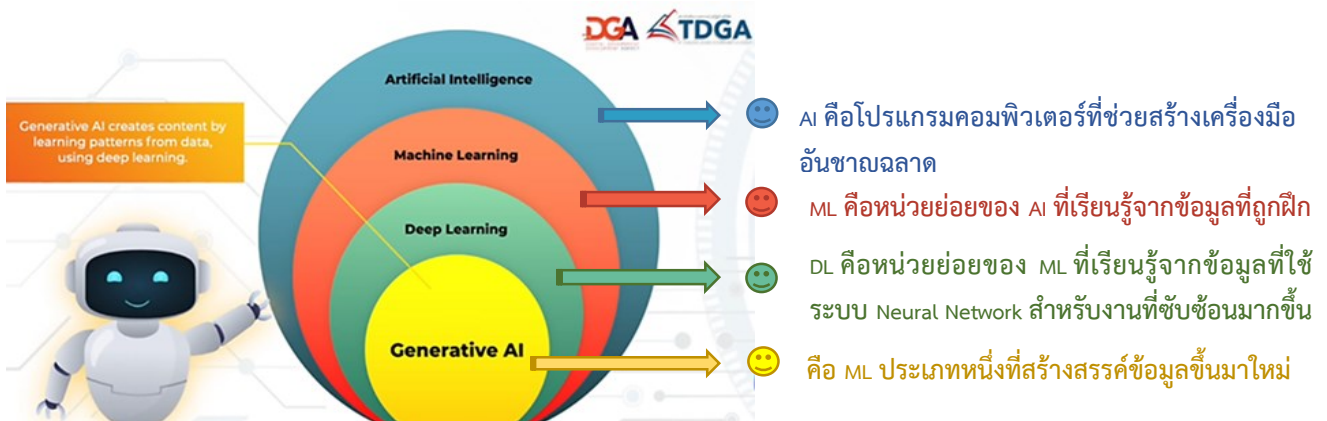 DGA TDGA
Artificial Intelligence
Generative AI creates content by
learning patterns from data,
using deep learning.
Machine Learning
Deep Learning
Generative AI
AI คือโปรแกรมคอมพิวเตอร์ที่ช่วยสร้างเครื่องมือ
อันชาญฉลาด
ML คือหน่วยย่อยของ AI ที่เรียนรู้จากข้อมูลที่ถูกฝึก
DL คือหน่วยย่อยของ ML ที่เรียนรู้จากข้อมูลที่ใช้
ระบบ Neural Network สำหรับงานที่ซับซ้อนมากขึ้น
คือ ML ประเภทหนึ่งที่สร้างสรรค์ข้อมูลขึ้นมาใหม่